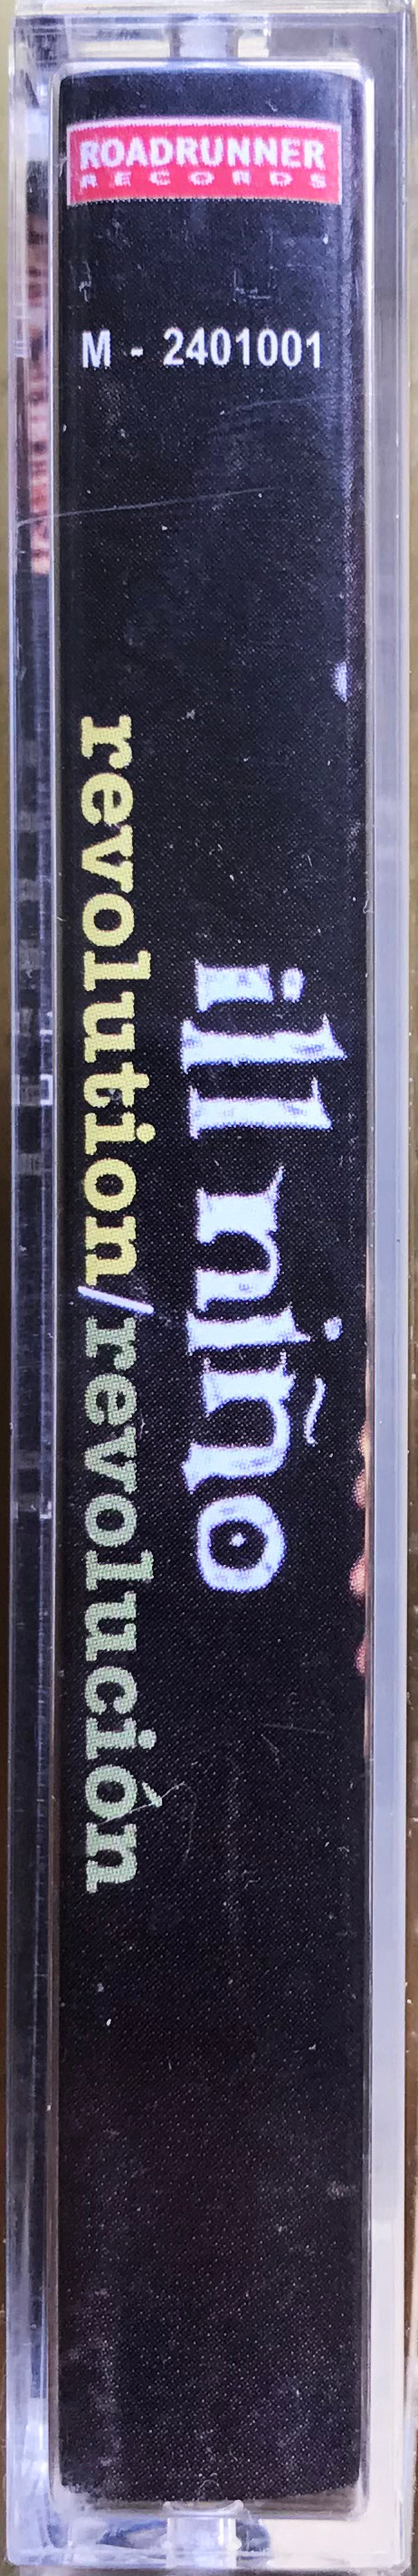 ROADRUNNER
RECORDS
M - 2401001
ill niño
revolution/revolución